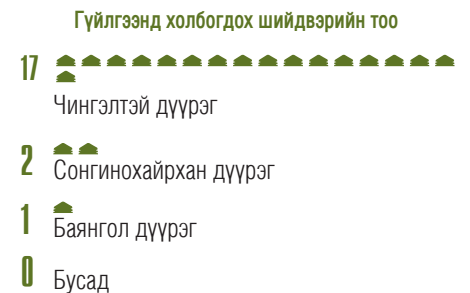 Гүйлгээнд холбогдох шийдвэрийн тоо
17
Чингэлтэй дүүрэг
2
Сонгинохайрхан дүүрэг
1
Баянгол дүүрэг
0
Бусад